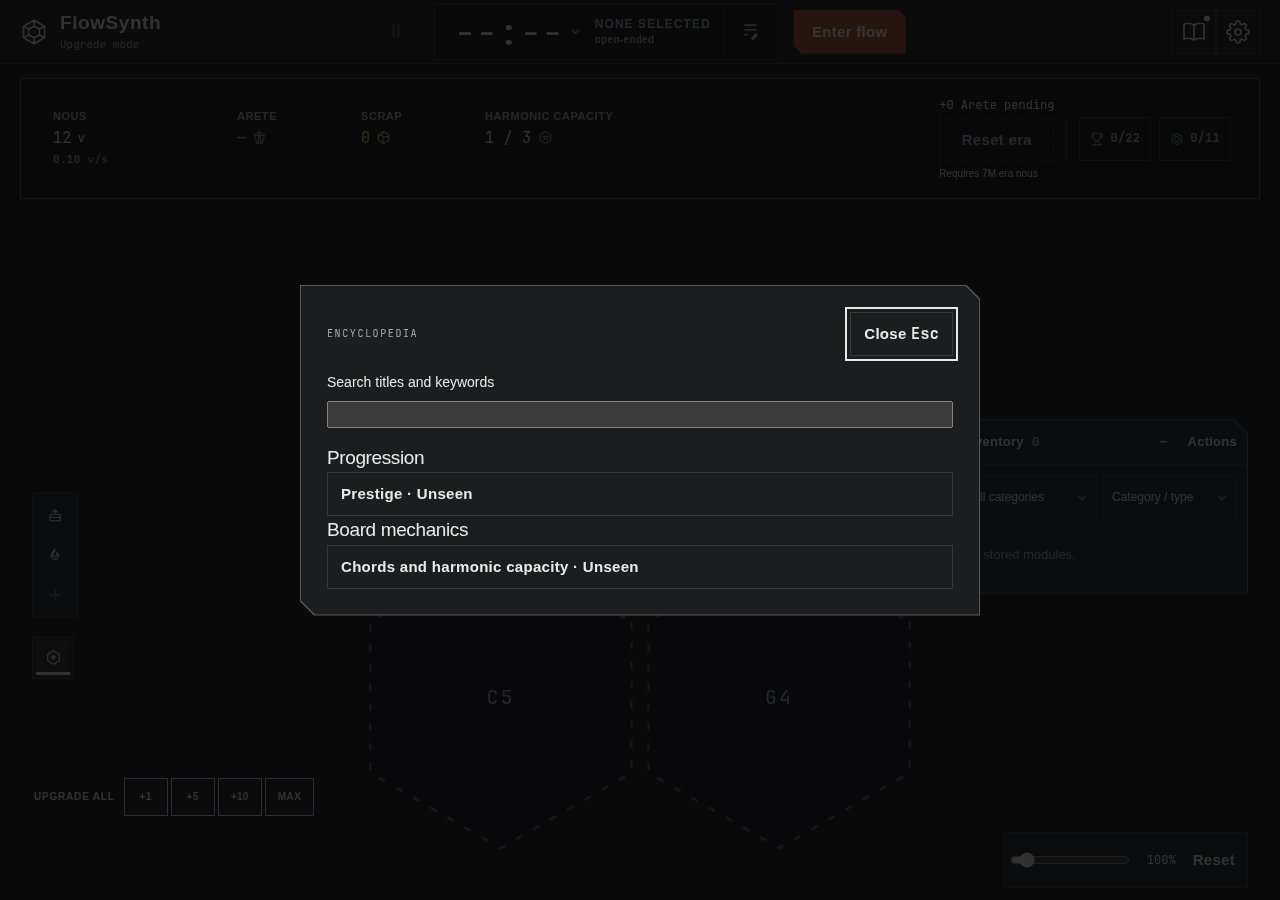 FlowSynth
Upgrade mode
– – : – –
NONE SELECTED
open-ended
Enter flow
NOUS
12 v
0.10 v/s
ARETE
–
SCRAP
0
HARMONIC CAPACITY
1 / 3
+0 Arete pending
Reset era
Requires 7M era nous
0/22
0/11
ENCYCLOPEDIA
Close Esc
Search titles and keywords
Progression
Prestige · Unseen
Board mechanics
Chords and harmonic capacity · Unseen
0
– Actions
categories
Category / type
stored modules.
C5
G4
UPGRADE ALL
+1
+5
+10
MAX
100%
Reset